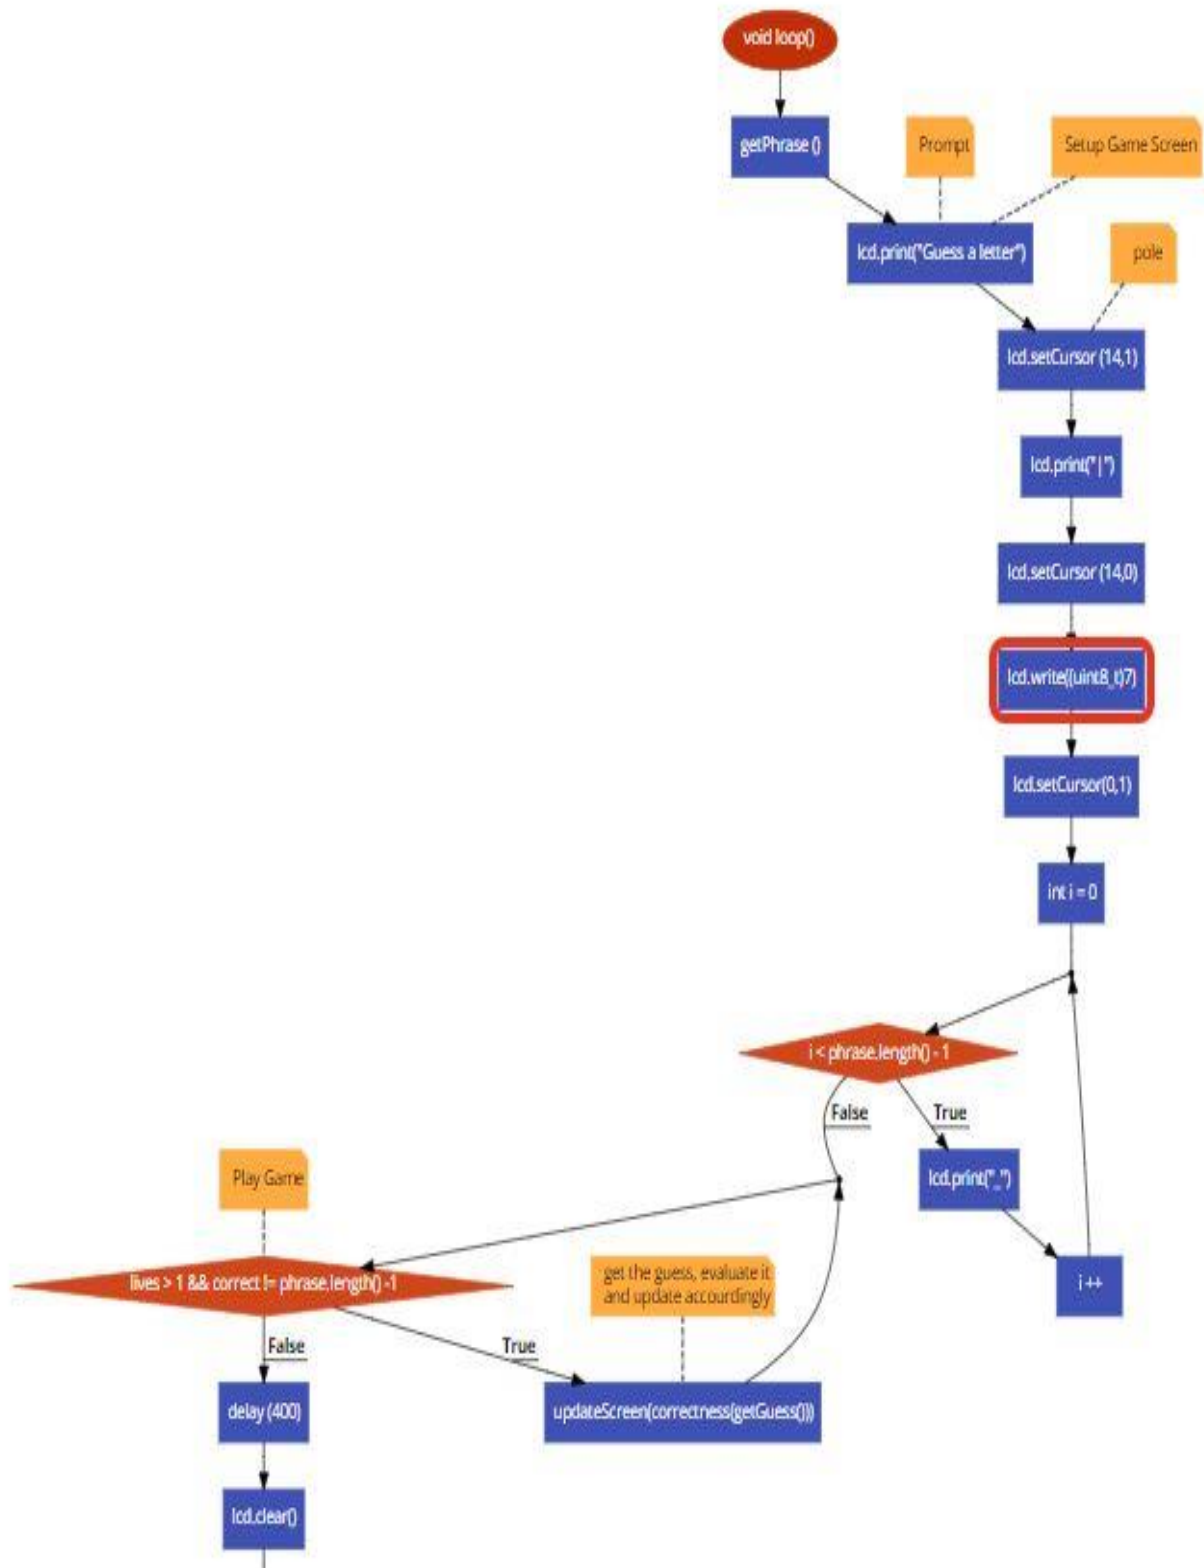 void loop()
getPhrase ()
Prompt
Setup Game Screen
lcd.print("Guess a letter")
pole
lcd.setCursor (14,1)
lcd.print("|")
lcd.setCursor (14,0)
lcd.write((uint8_t)7)
lcd.setCursor(0,1)
int i = 0
i < phrase.length() - 1
False
True
lcd.print("_")
i ++
Play Game
lives > 1 && correct != phrase.length() -1
get the guess, evaluate it
and update accourdingly
False
True
delay (400)
updateScreen(correctness(getGuess()))
lcd.clear()